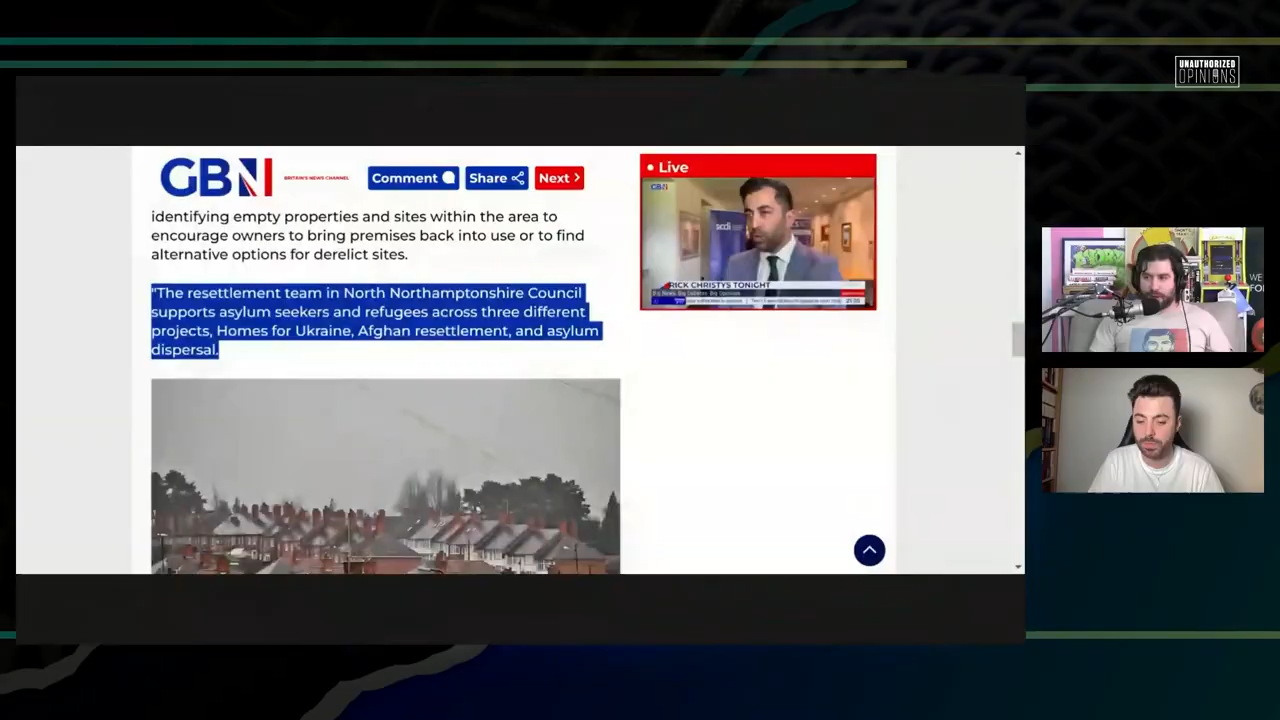 UNAUTHORIZED
OPINIONS
GBN
BRITAIN'S NEWS CHANNEL
Comment
Share
Next
identifying empty properties and sites within the area to
encourage owners to bring premises back into use or to find
alternative options for derelict sites.
"The resettlement team in North Northamptonshire Council
supports asylum seekers and refugees across three different
projects, Homes for Ukraine, Afghan resettlement, and asylum
dispersal.
Live
GBN
RICK CHRISTYS TONIGHT